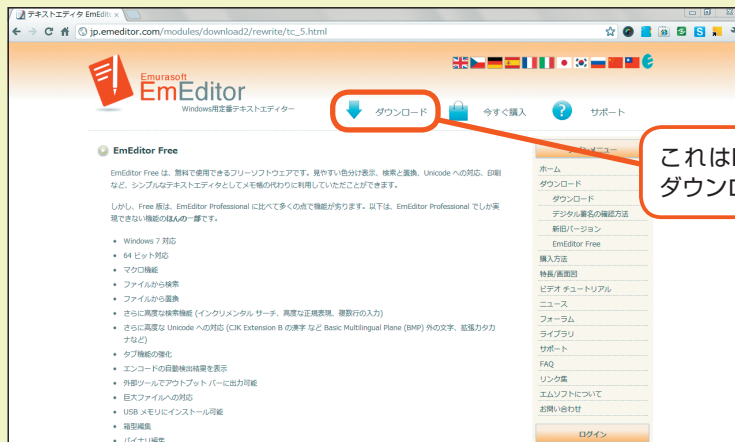 テキストエディタ EmEdito
jp.emeditor.com/modules/download2/rewrite/tc_5.html
Emurasoft
EmEditor
Windows用定番テキストエディター
ダウンロード
今すぐ購入
サポート
EmEditor Free
EmEditor Free は、無料で使用できるフリーソフトウエアです。見やすい色分け表示、検索と置換、Unicode への対応、印刷
など、シンプルなテキストエディタとしてメモ帳の代わりに利用していただことができます。
しかし、Free 版は、EmEditor Professional に比べて多くの点で機能が劣ります。以下は、EmEditor Professional でしか実
現できない機能のほんの一部です。
• Windows 7 対応
• 64 ビット対応
• マクロ機能
• ファイルから検索
• ファイルから置換
• さらに高度な検索機能 (インクリメンタル サーチ、高度な正規表現、複数行の入力)
• さらに高度な Unicode への対応 (CJK Extension B の漢字 など Basic Multilingual Plane (BMP) 外の文字、拡張カタカ
ナなど)
• タブ機能の強化
• エンコードの自動検出結果を表示
• 外部ツールでアウトプット バーに出力可能
• 巨大ファイルへの対応
• USB メモリにインストール可能
• 箱型編集
• バイナリ編集
これは
ダウン
ホーム
ダウンロード
ダウンロード
デジタル署名の確認方法
新旧バージョン
EmEditor Free
購入方法
特長/画面図
ビデオ チュートリアル
ニュース
フォーラム
ライブラリ
サポート
FAQ
リンク集
エムソフトについて
お問い合わせ
ログイン